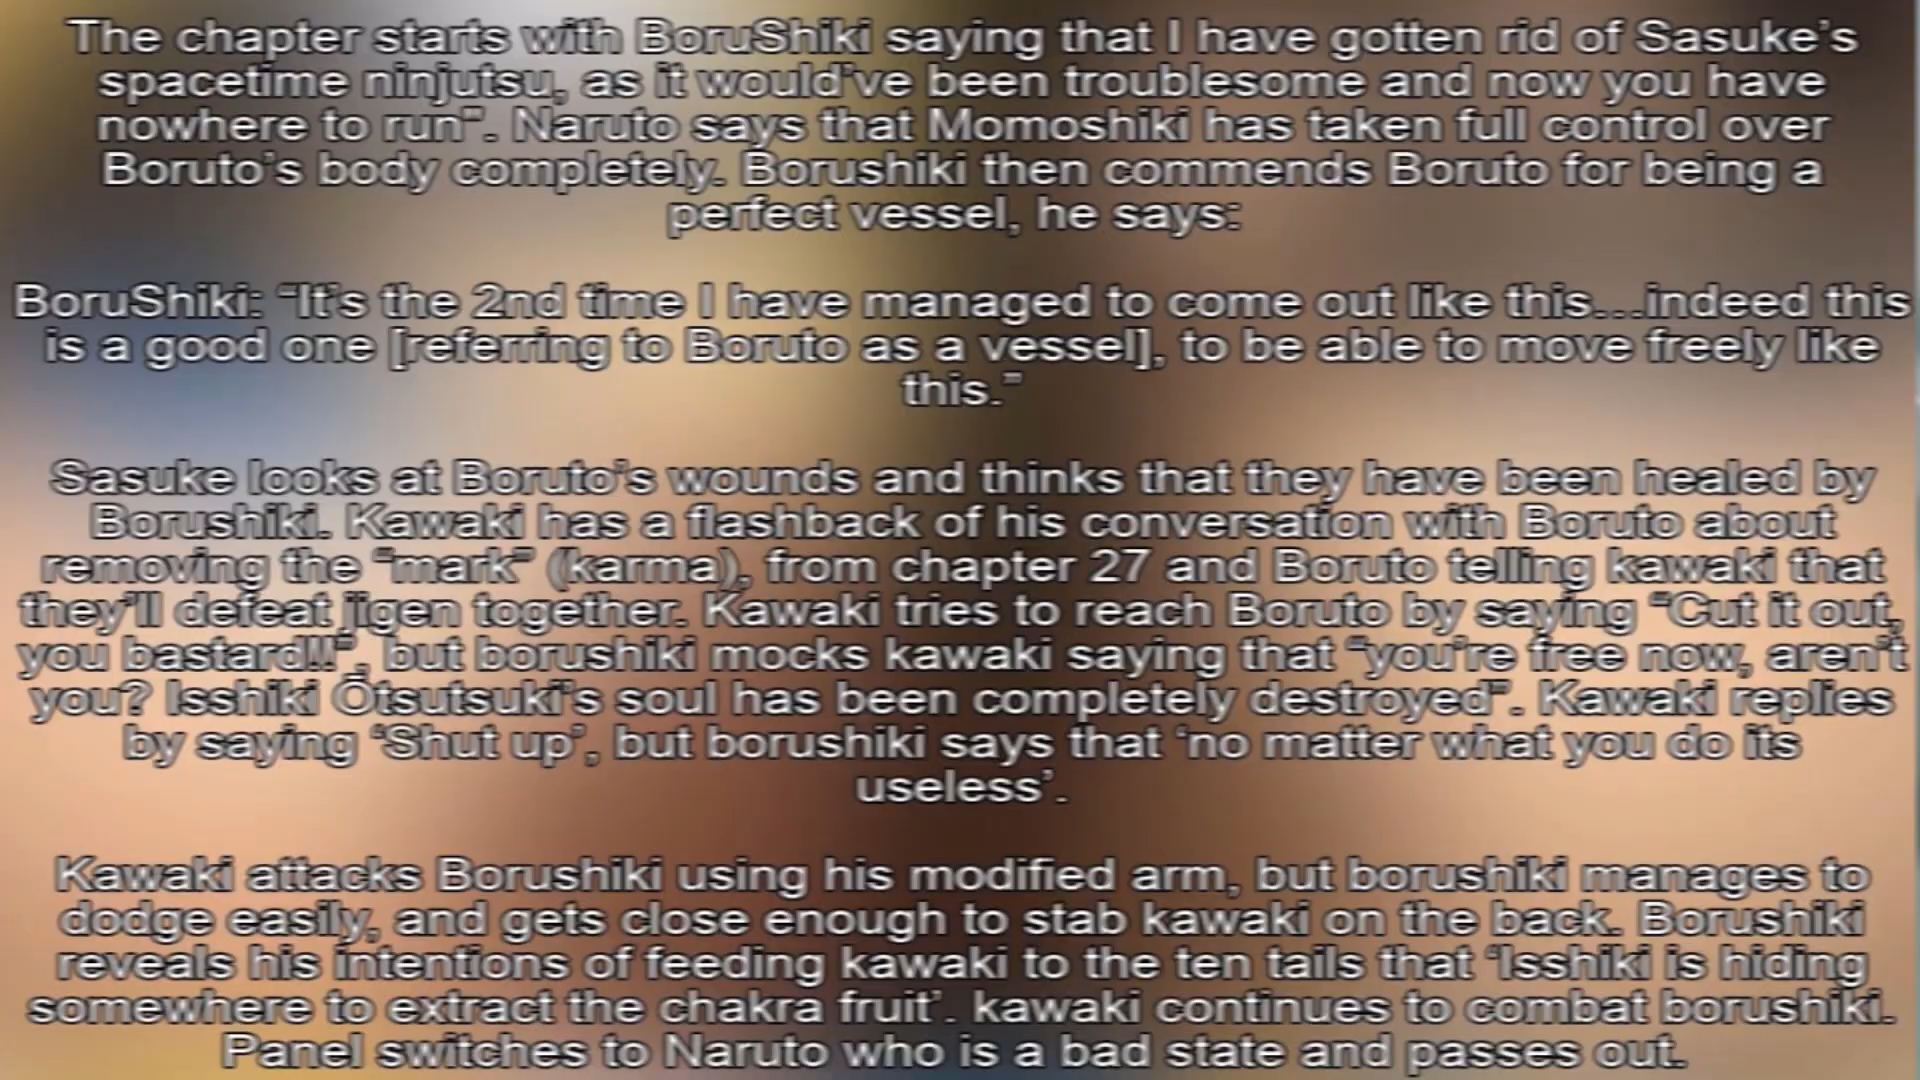 The chapter starts with BoruShiki saying that I have gotten rid of Sasuke's
spacetime ninjutsu, as it would've been troublesome and now you have
nowhere to run". Naruto says that Momoshiki has taken full control over
Boruto's body completely. Borushiki then commends Boruto for being a
perfect vessel, he says:
BoruShiki: “It's the 2nd time I have managed to come out like this...indeed this
is a good one [referring to Boruto as a vessel], to be able to move freely like
this.”
Sasuke looks at Boruto's wounds and thinks that they have been healed by
Borushiki. Kawaki has a flashback of his conversation with Boruto about
removing the “mark” (karma), from chapter 27 and Boruto telling kawaki that
they'll defeat jigen together. Kawaki tries to reach Boruto by saying “Cut it out,
you bastard!!!”, but borushiki mocks kawaki saying that “you're free now, aren't
you? Isshiki Ōtsutsuki's soul has been completely destroyed”. Kawaki replies
by saying ‘Shut up’, but borushiki says that ‘no matter what you do its
useless’.
Kawaki attacks Borushiki using his modified arm, but borushiki manages to
dodge easily, and gets close enough to stab kawaki on the back. Borushiki
reveals his intentions of feeding kawaki to the ten tails that ‘Isshiki is hiding
somewhere to extract the chakra fruit’. kawaki continues to combat borushiki.
Panel switches to Naruto who is a bad state and passes out.